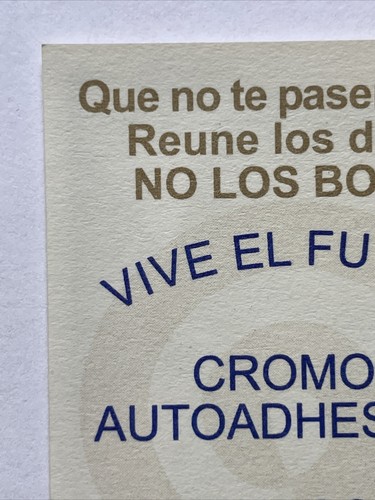 Que no te pase
Reune los d
NO LOS BO
VIVE EL FU
CROMO
AUTOADHES